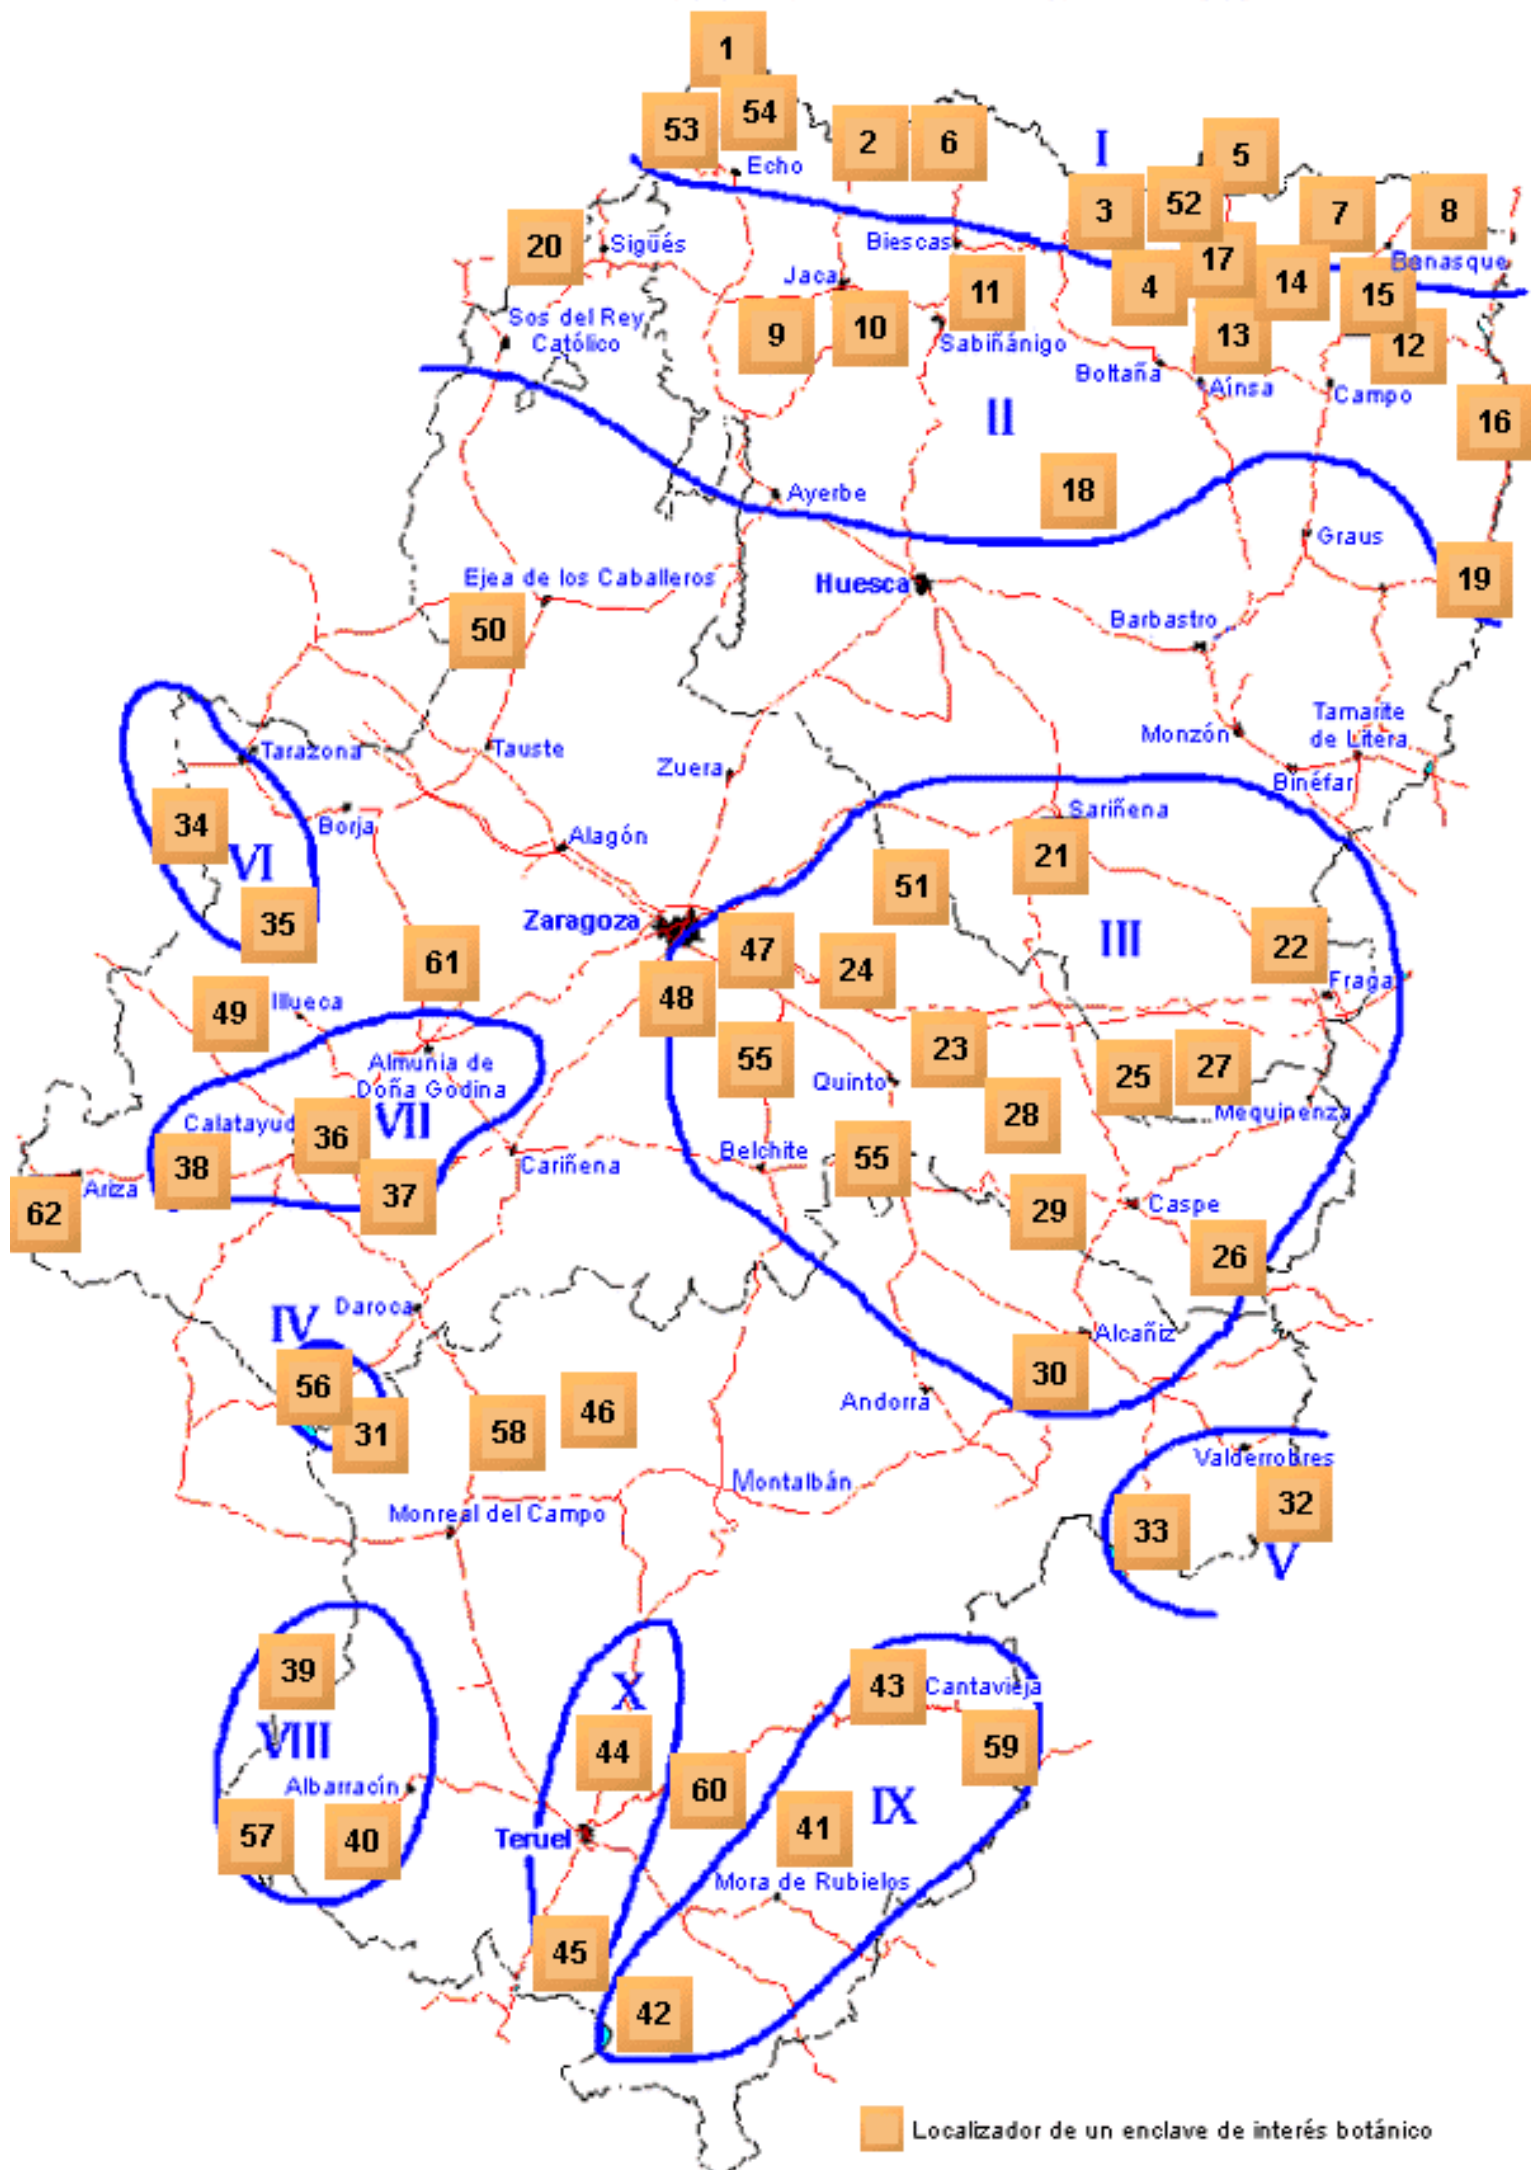 1
54
53
2
6
I
5
Echo
3
52
7
8
20
Sigüés
Biescas
17
Benasque
Jaca
11
4
14
15
Sos del Rey
Católico
9
10
Sabiñánigo
13
12
Boltaña
Aínsa
Campo
II
16
Ayerbe
18
Graus
Ejea de los Caballeros
Huesca
19
50
Barbastro
Tarazona
Tauste
Zuera
Monzón
Tamarite
de Litera
Binéfar
34
Borja
Alagón
Sariñena
VI
21
51
35
Zaragoza
47
III
22
61
24
Fraga
49
Illueca
48
Almunia de
Doña Godina
55
Quinto
23
25
27
Calatayud
36
VII
28
Mequinenza
38
Cariñena
Belchite
55
Ariza
37
29
Caspe
62
26
IV
Daroca
Alcañiz
56
30
31
58
46
Andorra
Valderrobres
Montalbán
32
Monreal del Campo
33
V
39
X
43
Cantavieja
VIII
44
59
Albarracín
60
IX
57
40
Teruel
41
Mora de Rubielos
45
42
Localizador de un enclave de interés botánico